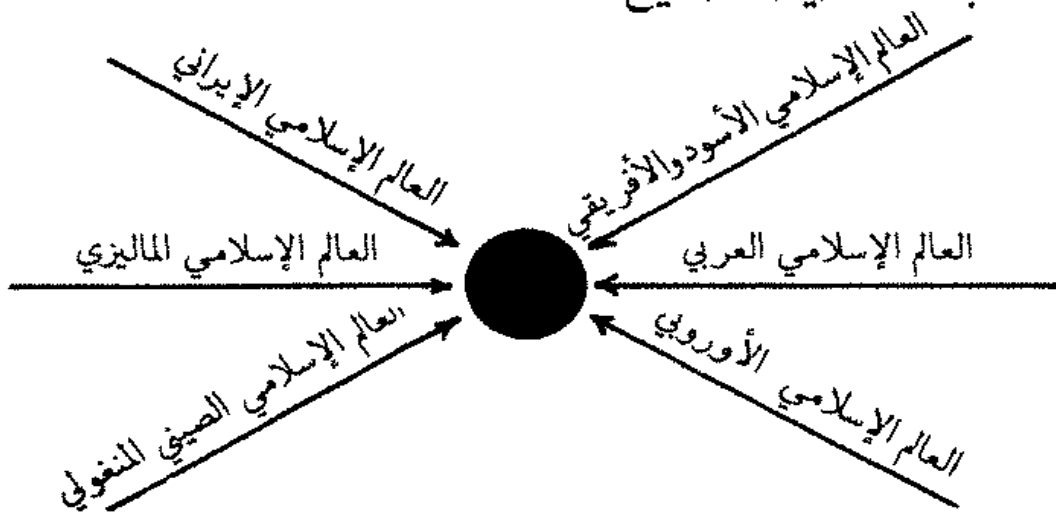 العالم الإسلامي الأسود والأفريقي
العالم الإسلامي الإيراني
العالم الإسلامي العربي
العالم الإسلامي الماليزي
العالم الإسلامي الأوروبي
العالم الإسلامي الصيني المنغولي